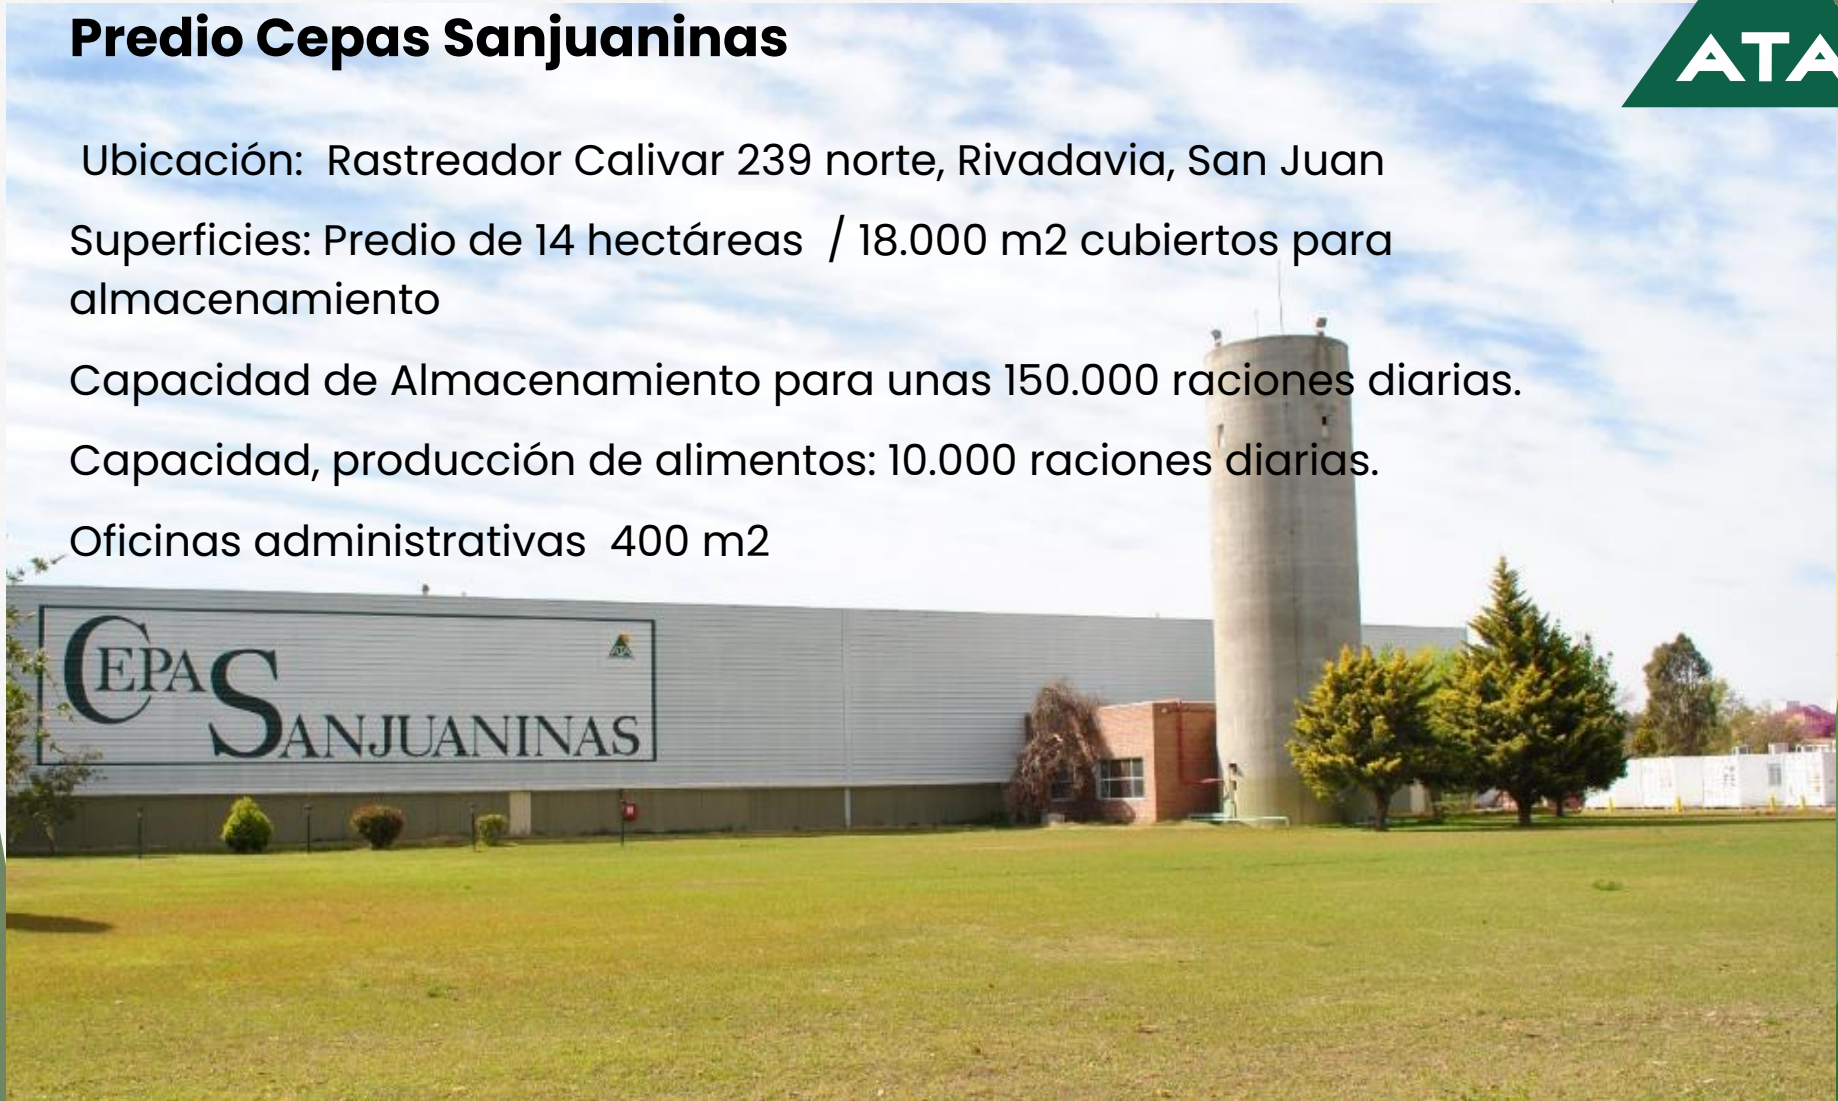 Predio Cepas Sanjuaninas
ATA
Ubicación: Rastreador Calivar 239 norte, Rivadavia, San Juan
Superficies: Predio de 14 hectáreas / 18.000 m2 cubiertos para
almacenamiento
Capacidad de Almacenamiento para unas 150.000 raciones diarias.
Capacidad, producción de alimentos: 10.000 raciones diarias.
Oficinas administrativas 400 m2
CEPAS
SANJUANINAS